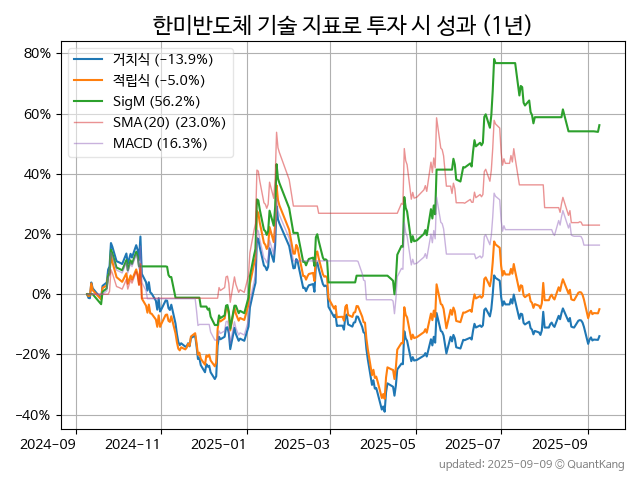 한미반도체 기술 지표로 투자 시 성과 (1년)
80%
60%
40%
20%
0%
−20%
−40%
거치식 (−13.9%)
적립식 (−5.0%)
SigM (56.2%)
SMA(20) (23.0%)
MACD (16.3%)
2024-09
2024-11
2025-01
2025-03
2025-05
2025-07
2025-09
updated: 2025-09-09 © QuantKang